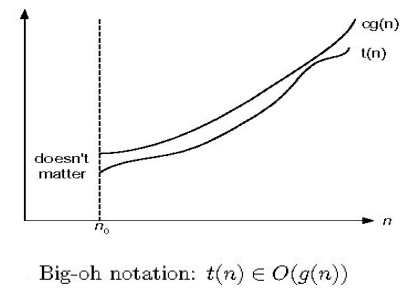 cg(n)
t(n)
doesn't
matter
n
n₀
Big-oh notation: t(n) ∈ O(g(n))